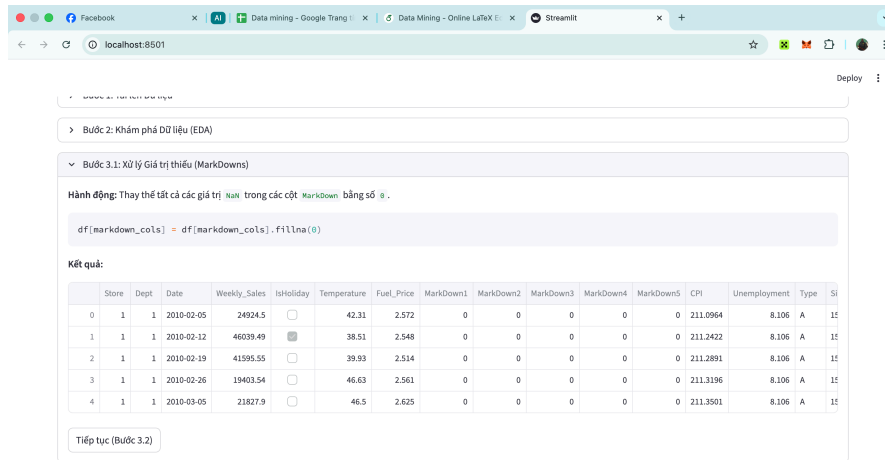 Facebook
AI
Data mining - Google Trang
Data Mining - Online LaTeX E
Streamlit
localhost:8501
Deploy
Bước 2: Khám phá Dữ liệu (EDA)
Bước 3.1: Xử lý Giá trị thiếu (MarkDowns)
Hành động: Thay thế tất cả các giá trị NaN trong các cột MarkDown bằng số 0.
df[markdown_cols] = df[markdown_cols].fillna(0)
Kết quả:
Store Dept Date Weekly_Sales IsHoliday Temperature Fuel_Price MarkDown1 MarkDown2 MarkDown3 MarkDown4 MarkDown5 CPI Unemployment Type Si
0 1 1 2010-02-05 24924.5 42.31 2.572 0 0 0 0 0 211.0964 8.106 A 15
1 1 1 2010-02-12 46039.49 38.51 2.548 0 0 0 0 0 211.2422 8.106 A 15
2 1 1 2010-02-19 41595.55 39.93 2.514 0 0 0 0 0 211.2891 8.106 A 15
3 1 1 2010-02-26 19403.54 46.63 2.561 0 0 0 0 0 211.3196 8.106 A 15
4 1 1 2010-03-05 21827.9 46.5 2.625 0 0 0 0 0 211.3501 8.106 A 15
Tiếp tục (Bước 3.2)